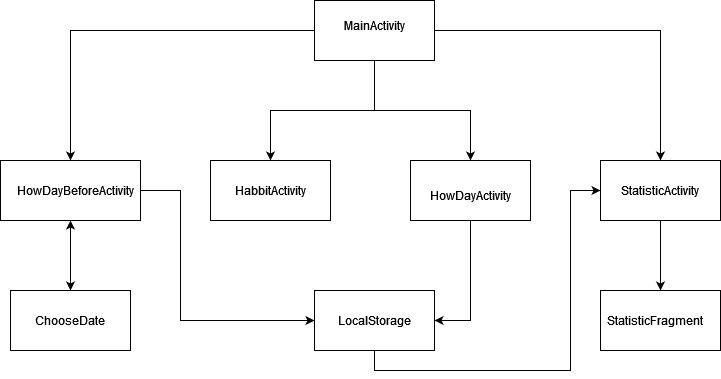 MainActivity
HowDayBeforeActivity
HabbitActivity
HowDayActivity
StatisticActivity
ChooseDate
LocalStorage
StatisticFragment